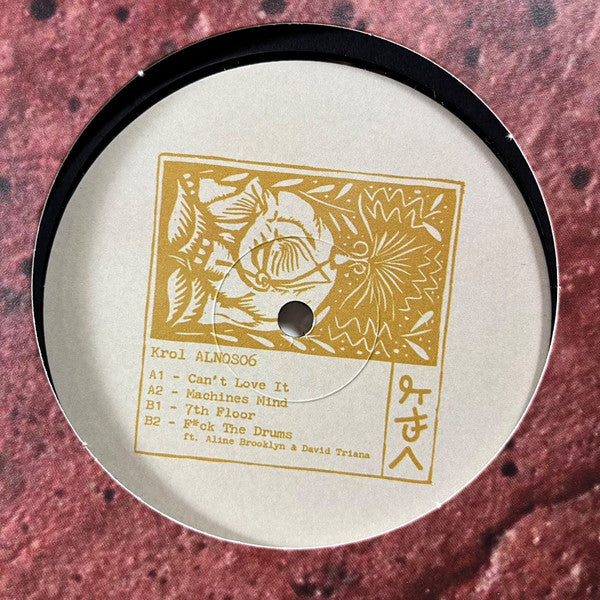 Krol ALNOS06
A1 - Can't Love It
A2 - Machines Mind
B1 - 7th Floor
B2 - F*ck The Drums
ft. Aline Brooklyn & David Triana